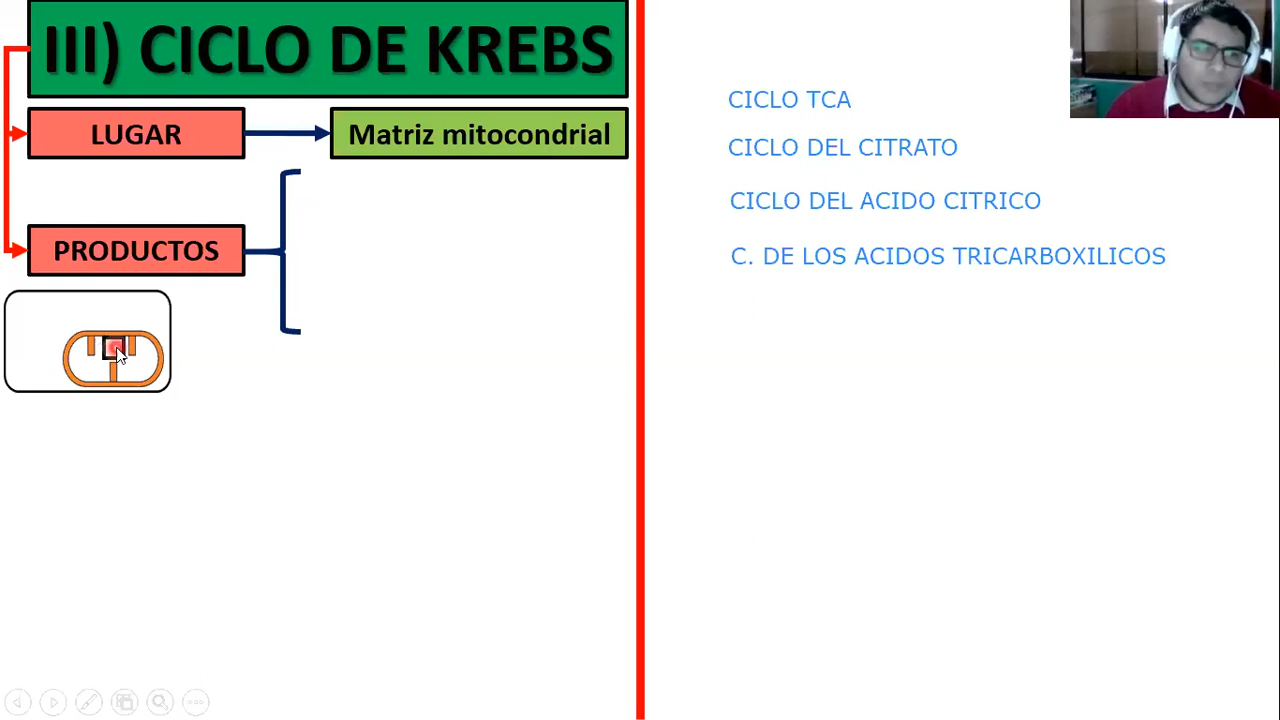 III) CICLO DE KREBS
LUGAR
Matriz mitocondrial
PRODUCTOS
CICLO TCA
CICLO DEL CITRATO
CICLO DEL ACIDO CITRICO
C. DE LOS ACIDOS TRICARBOXILICOS